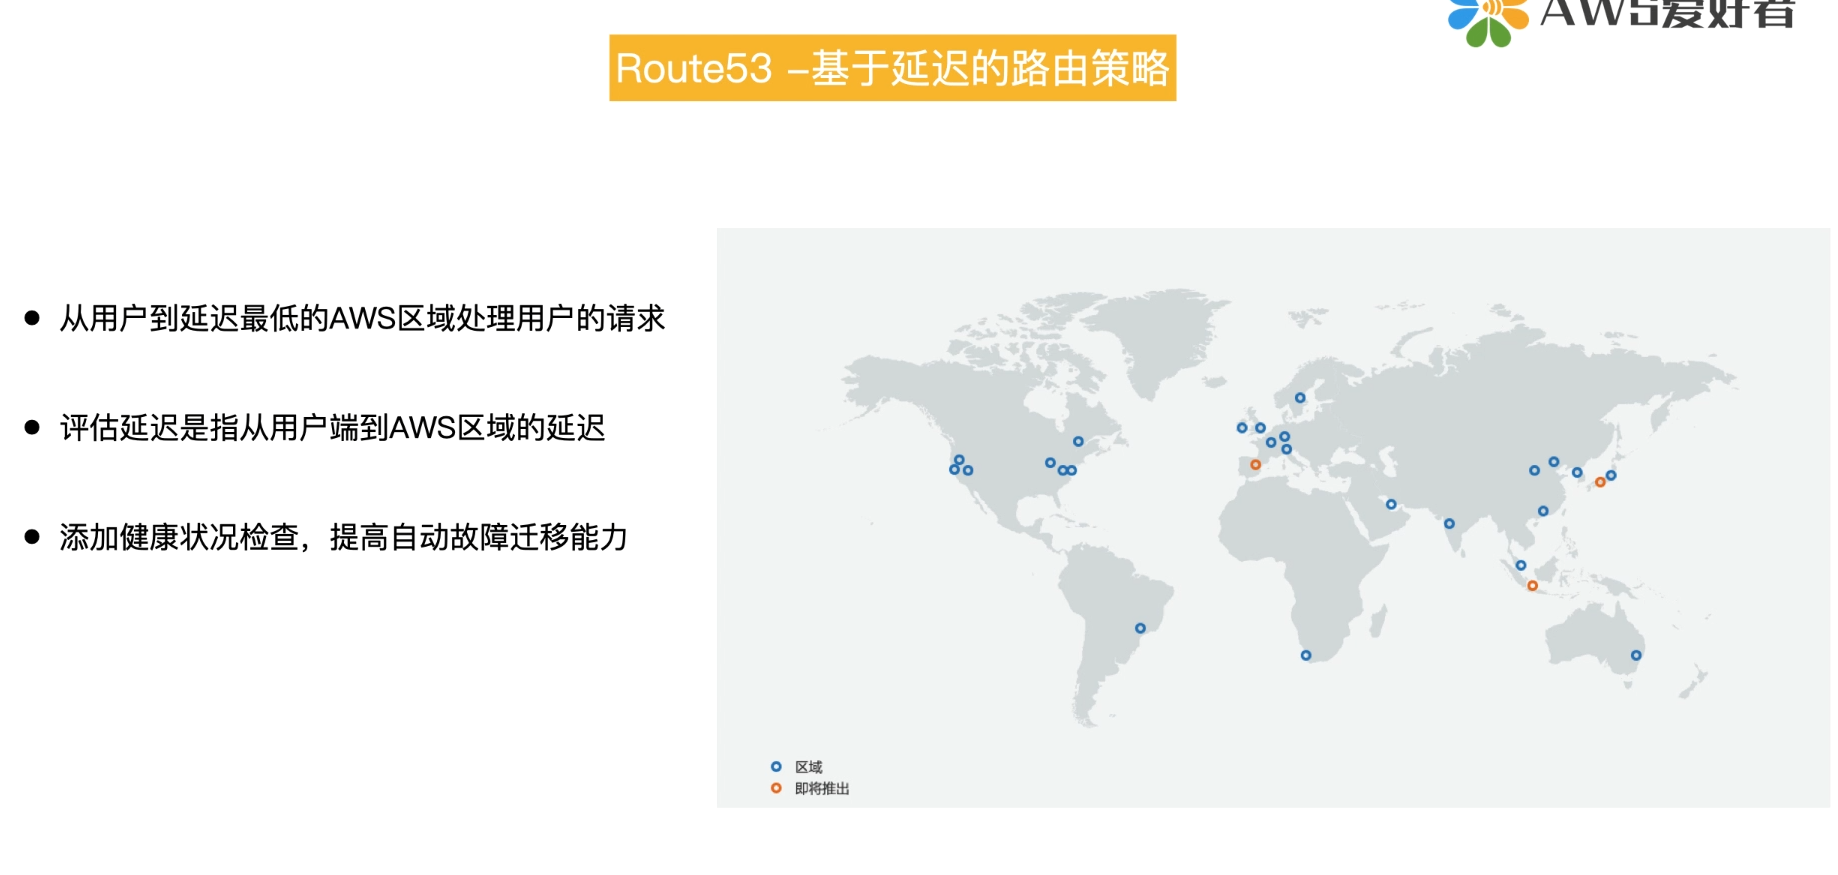 AWS爱好者
Route53 -基于延迟的路由策略
● 从用户到延迟最低的AWS区域处理用户的请求
● 评估延迟是指从用户端到AWS区域的延迟
● 添加健康状况检查，提高自动故障迁移能力
区域
即将推出